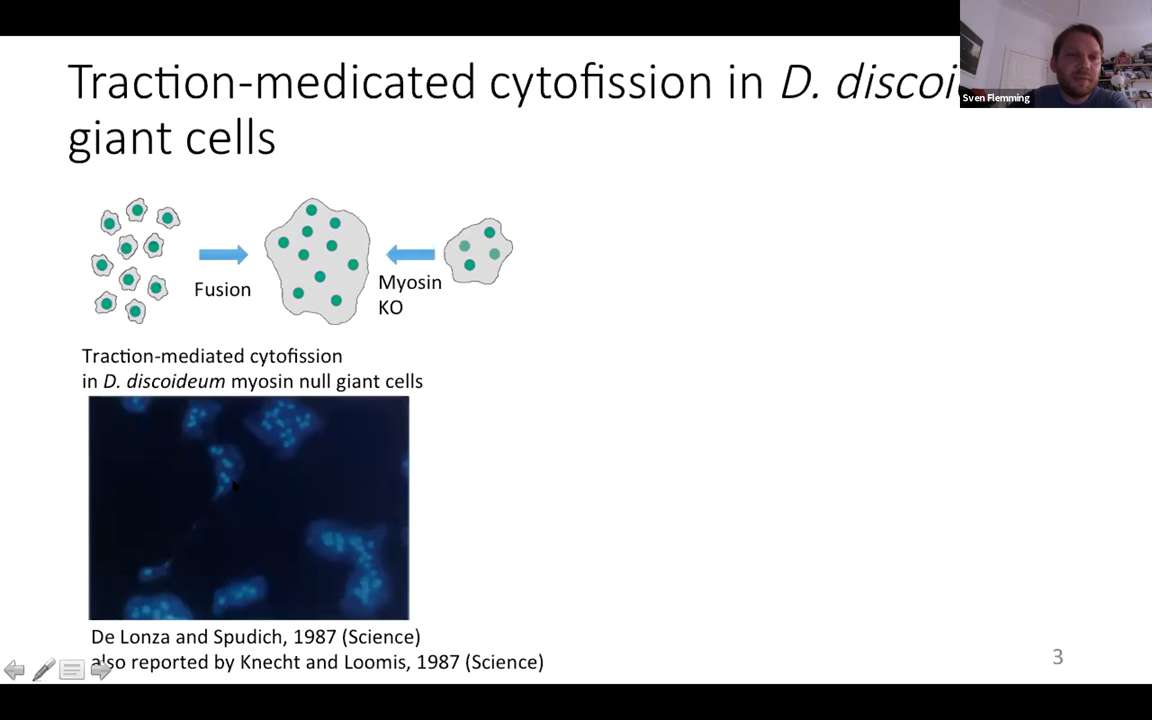 Traction-medicated cytofission in D. discoi
giant cells
Sven Flemming
Fusion
Myosin
KO
Traction-mediated cytofission
in D. discoideum myosin null giant cells
De Lonza and Spudich, 1987 (Science)
also reported by Knecht and Loomis, 1987 (Science)
3